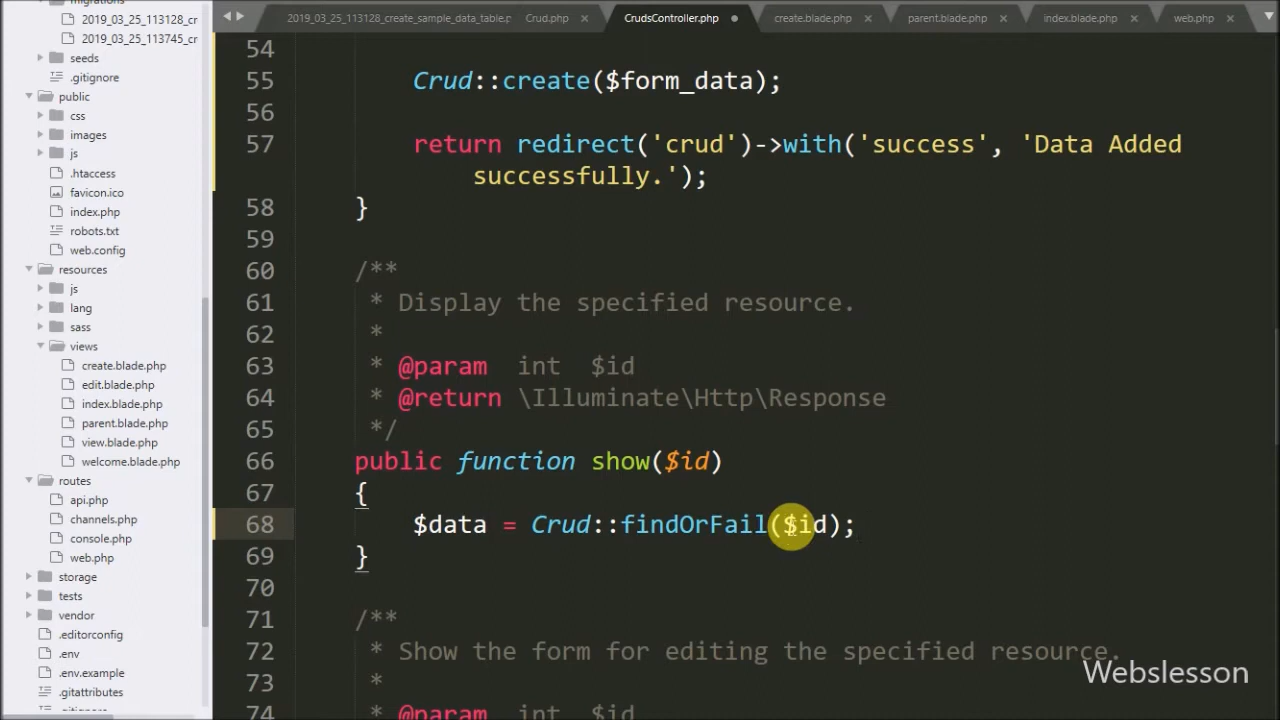 migrations
2019_03_25_113128_cr
2019_03_25_113745_cr
seeds
.gitignore
public
css
images
js
.htaccess
favicon.ico
index.php
robots.txt
web.config
resources
js
lang
sass
views
create.blade.php
edit.blade.php
index.blade.php
parent.blade.php
view.blade.php
welcome.blade.php
routes
api.php
channels.php
console.php
web.php
storage
tests
vendor
.editorconfig
.env
.env.example
.gitattributes
.gitignore
2019_03_25_113128_create_sample_data_table.p
Crud.php
CrudsController.php
create.blade.php
parent.blade.php
index.blade.php
web.php
54
55 Crud::create($form_data);
56
57 return redirect('crud')->with('success', 'Data Added
successfully.');
58 }
59
60 /**
61 * Display the specified resource.
62 *
63 * @param  int  $id
64 * @return \Illuminate\Http\Response
65 */
66 public function show($id)
67 {
68 $data = Crud::findOrFail($id);
69 }
70
71 /**
72 * Show the form for editing the specified resource.
73 *
74 * @param  int  $id
Webslesson